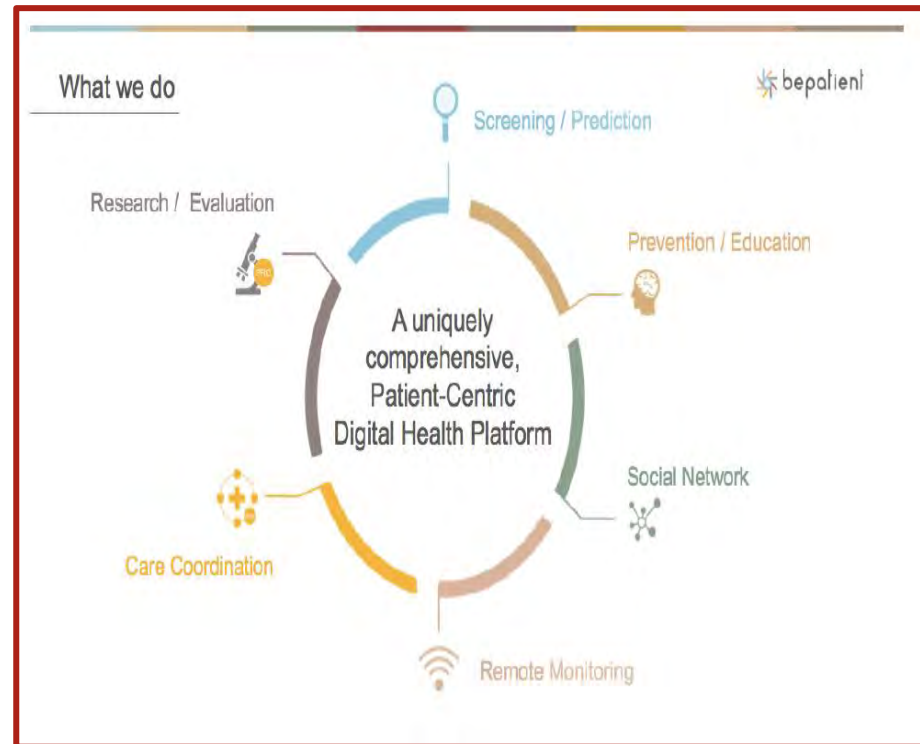 What we do
bepatient
Screening / Prediction
Research / Evaluation
Prevention / Education
A uniquely
comprehensive,
Patient-Centric
Digital Health Platform
Social Network
Care Coordination
Remote Monitoring